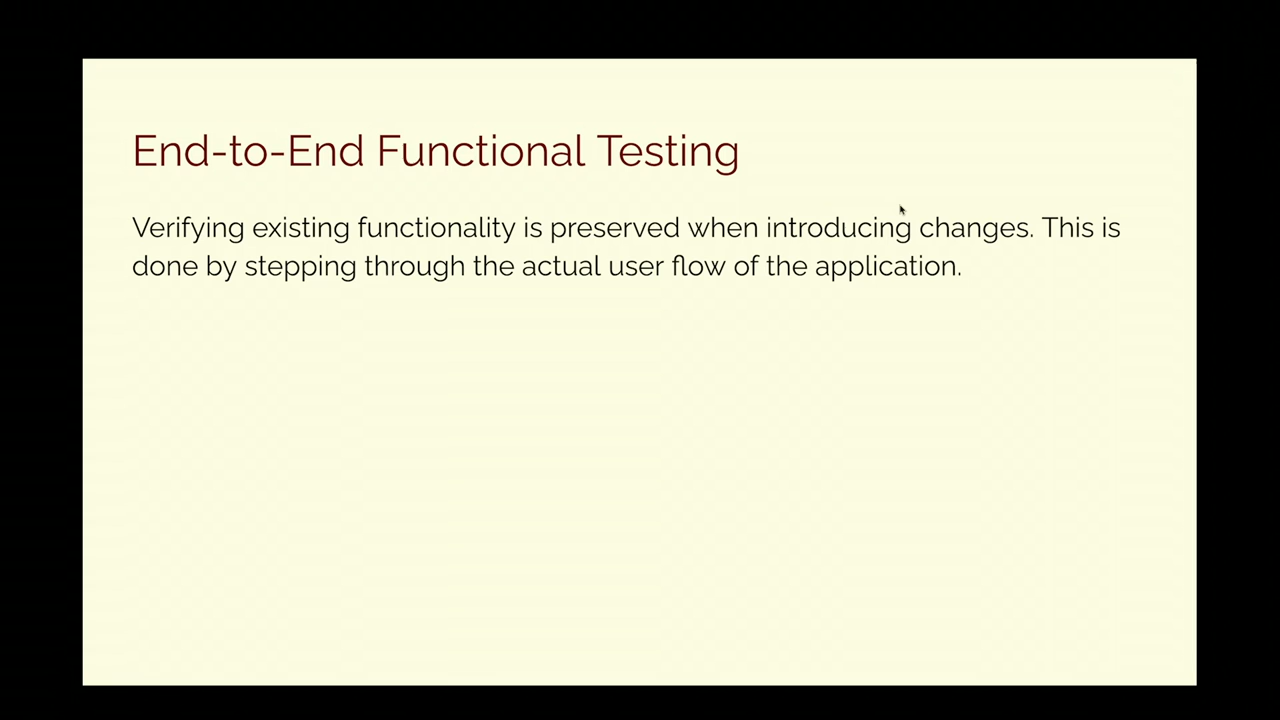 End-to-End Functional Testing
Verifying existing functionality is preserved when introducing changes. This is
done by stepping through the actual user flow of the application.